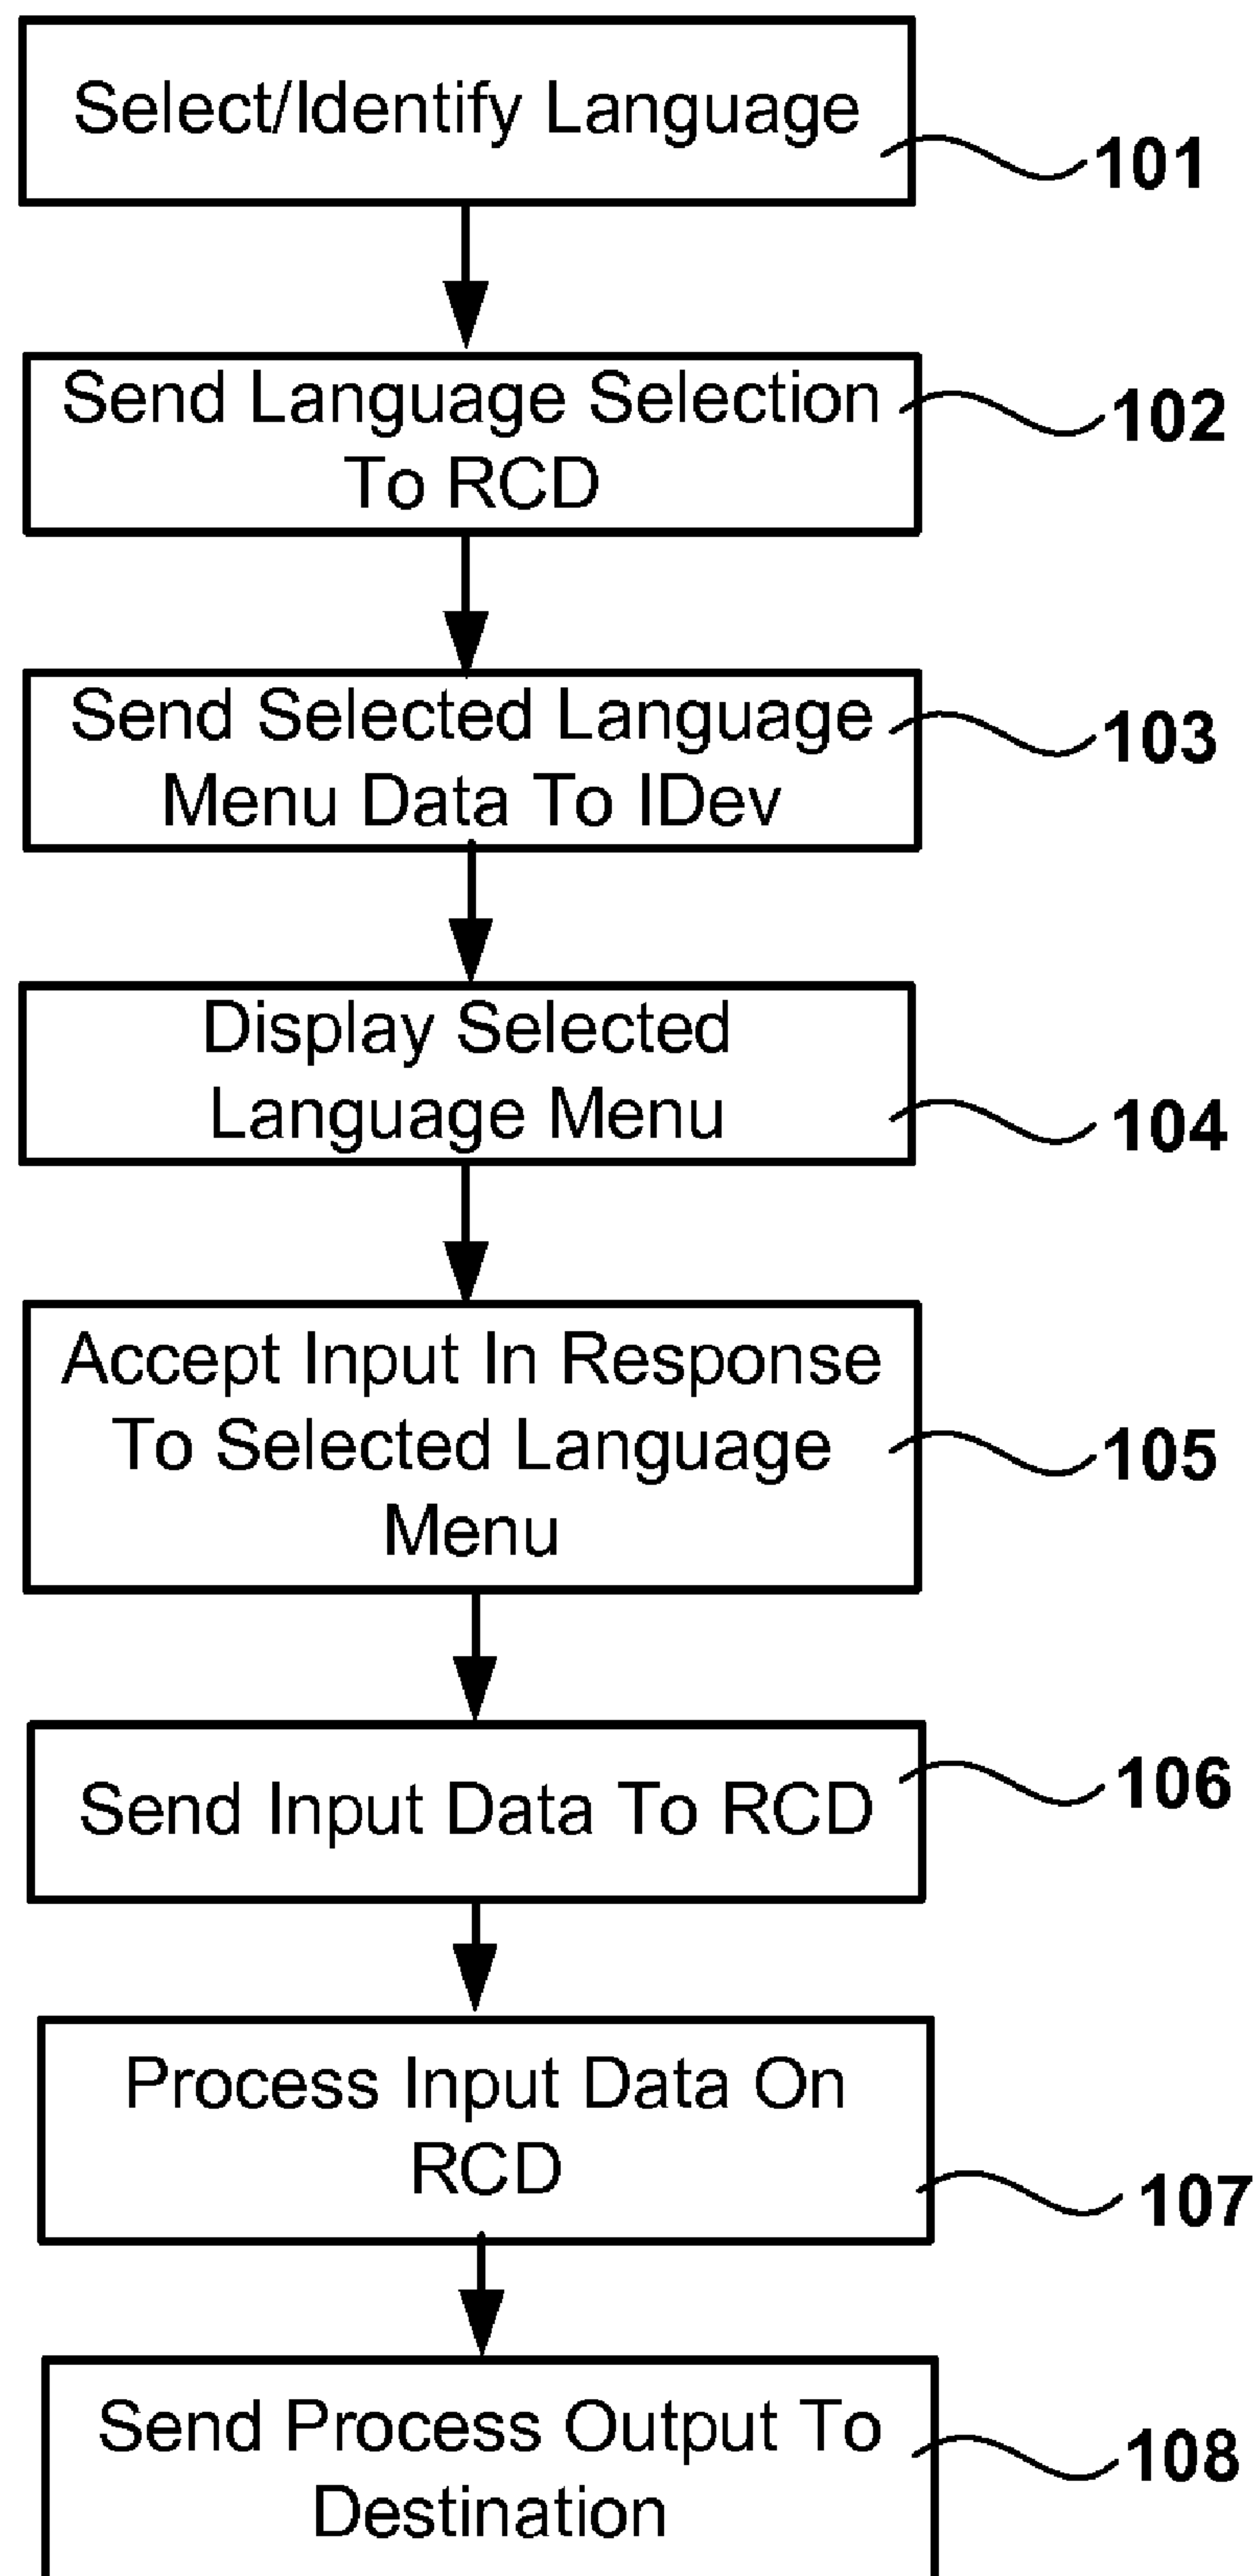 Select/Identify Language
101
Send Language Selection
To RCD
102
Send Selected Language
Menu Data To IDev
103
Display Selected
Language Menu
104
Accept Input In Response
To Selected Language
Menu
105
Send Input Data To RCD
106
Process Input Data On
RCD
107
Send Process Output To
Destination
108